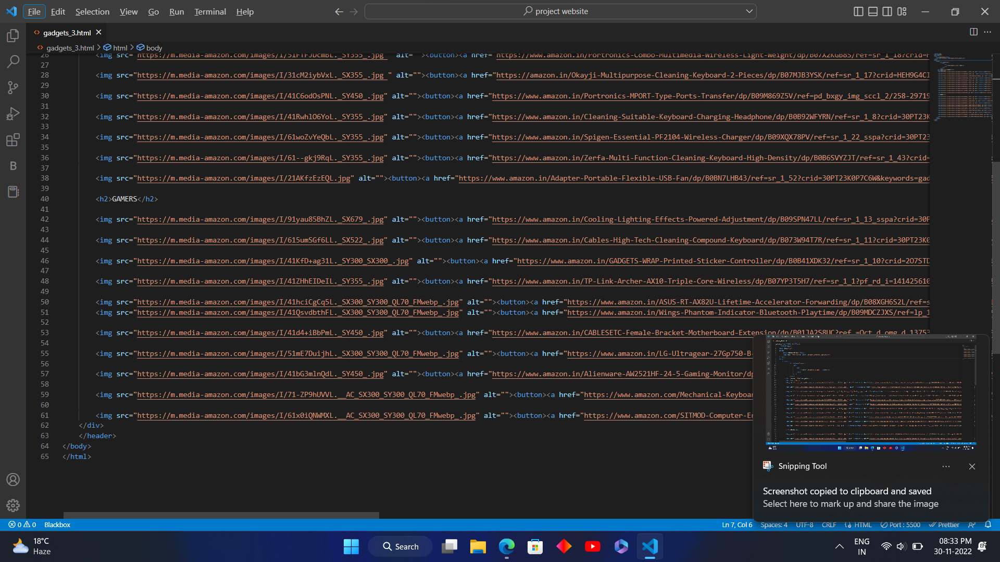 File Edit Selection View Go Run Terminal Help
project website
gadgets_3.html
gadgets_3.html > html > body
26 <img src="https://m.media-amazon.com/images/I/51FTFJDcmBL._SY355_.jpg " alt=""><button><a href="https://www.amazon.in/Portronics-Combo-Multimedia-Wireless-Light-Weight/dp/B07X2KGB8S/ref=sr_1_18?crid=H
27
28 <img src="https://m.media-amazon.com/images/I/31cM2iybVxL._SX355_.jpg " alt=""><button><a href="https://amazon.in/Okayji-Multipurpose-Cleaning-Keyboard-2-Pieces/dp/B07MJB3YSK/ref=sr_1_17?crid=HEH9G4CI
29
30 <img src="https://m.media-amazon.com/images/I/41C6odOsPNL._SY450_.jpg" alt=""><button><a href="https://www.amazon.in/Portronics-MPORT-Type-Ports-Transfer/dp/B09M869Z5V/ref=pd_bxgy_img_sccl_2/258-29719
31
32 <img src="https://m.media-amazon.com/images/I/41RwhlO6YoL._SY355_.jpg" alt=""><button><a href="https://www.amazon.in/Cleaning-Suitable-Keyboard-Charging-Headphone/dp/B0B92WFYRN/ref=sr_1_8?crid=30PT23K
33
34 <img src="https://m.media-amazon.com/images/I/61woZvYeQbL._SY355_.jpg" alt=""><button><a href="https://www.amazon.in/Spigen-Essential-PF2104-Wireless-Charger/dp/B09XQX78PV/ref=sr_1_22_sspa?crid=30PT23
35
36 <img src="https://m.media-amazon.com/images/I/61--gkj9RqL._SY355_.jpg" alt=""><button><a href="https://www.amazon.in/Zerfa-Multi-Function-Cleaning-Keyboard-High-Density/dp/B0B6SVYZJT/ref=sr_1_43?crid=
37
38 <img src="https://m.media-amazon.com/images/I/21AKfzEzEQL.jpg" alt=""><button><a href="https://www.amazon.in/Adapter-Portable-Flexible-USB-Fan/dp/B0BN7LHB43/ref=sr_1_52?crid=30PT23K0P7C6W&keywords=gad
39
40 <h2>GAMERS</h2>
41
42 <img src="https://m.media-amazon.com/images/I/91yau85BhZL._SX679_.jpg" alt=""><button><a href="https://www.amazon.in/Cooling-Lighting-Effects-Powered-Adjustment/dp/B09SPN47LL/ref=sr_1_13_sspa?crid=30P
43
44 <img src="https://m.media-amazon.com/images/I/615umSGf6LL._SX522_.jpg" alt=""><button><a href="https://www.amazon.in/Cables-High-Tech-Cleaning-Compound-Keyboard/dp/B073W94T7R/ref=sr_1_11?crid=30PT23K0
45
46 <img src="https://m.media-amazon.com/images/I/41KfD+ag31L._SY300_SX300_.jpg" alt=""><button><a href="https://www.amazon.in/GADGETS-WRAP-Printed-Sticker-Controller/dp/B0B41XDK32/ref=sr_1_10?crid=2O7STD
47
48 <img src="https://m.media-amazon.com/images/I/41ZHhEIDeIL._SY355_.jpg" alt=""><button><a href="https://www.amazon.in/TP-Link-Archer-AX10-Triple-Core-Wireless/dp/B07YP3T5H7/ref=sr_1_1?pf_rd_i=141425610
49
50 <img src="https://m.media-amazon.com/images/I/41hciCgCq5L._SX300_SY300_QL70_FMwebp_.jpg" alt=""><button><a href="https://www.amazon.in/ASUS-RT-AX82U-Lifetime-Accelerator-Forwarding/dp/B08XGH6S2L/ref=s
51 <img src="https://m.media-amazon.com/images/I/41QsvdbthFL._SX300_SY300_QL70_FMwebp_.jpg" alt=""><button><a href="https://www.amazon.in/Wings-Phantom-Indicator-Bluetooth-Playtime/dp/B09MDCZJXS/ref=lp_1
52
53 <img src="https://m.media-amazon.com/images/I/41d4+iBbPmL._SY450_.jpg" alt=""><button><a href="https://www.amazon.in/CABLESETC-Female-Bracket-Motherboard-Extension/dp/B01JA2S8UC?ref_=Oct_d_omg_d_13753
54
55 <img src="https://m.media-amazon.com/images/I/51mE7DuijhL._SX300_SY300_QL70_FMwebp_.jpg" alt=""><button><a href="https://www.amazon.in/LG-Ultragear-27Gp750-B-
56
57 <img src="https://m.media-amazon.com/images/I/41bG3mlnQdL._SY450_.jpg" alt=""><button><a href="https://www.amazon.in/Alienware-AW2521HF-24-5-Gaming-Monitor/dp
58
59 <img src="https://m.media-amazon.com/images/I/71-ZP9hUVVL.__AC_SX300_SY300_QL70_FMwebp_.jpg" alt=""><button><a href="https://www.amazon.com/Mechanical-Keyboar
60
61 <img src="https://m.media-amazon.com/images/I/61x0iQNWMXL.__AC_SX300_SY300_QL70_FMwebp_.jpg" alt=""><button><a href="https://www.amazon.com/SITMOD-Computer-Er
62 </div>
63 </header>
64 </body>
65 </html>
Snipping Tool
Screenshot copied to clipboard and saved
Select here to mark up and share the image
0 0 Blackbox Ln 7, Col 6 Spaces: 4 UTF-8 CRLF HTML Port : 5500 Prettier
18°C
Haze
Search
ENG
IN
08:33 PM
30-11-2022